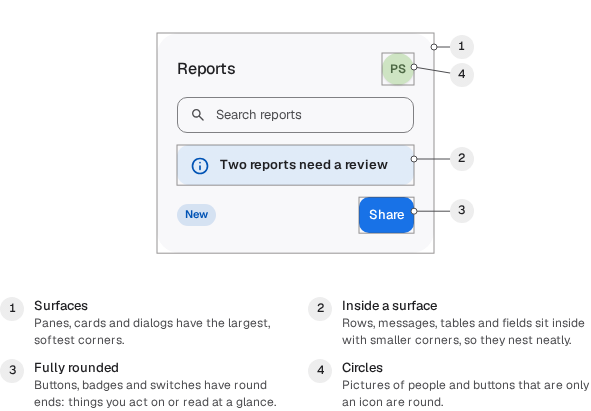 1
Reports
PS
4
Search reports
Two reports need a review
2
New
Share
3
1 Surfaces
Panes, cards and dialogs have the largest,
softest corners.
2 Inside a surface
Rows, messages, tables and fields sit inside
with smaller corners, so they nest neatly.
3 Fully rounded
Buttons, badges and switches have round
ends: things you act on or read at a glance.
4 Circles
Pictures of people and buttons that are only
an icon are round.